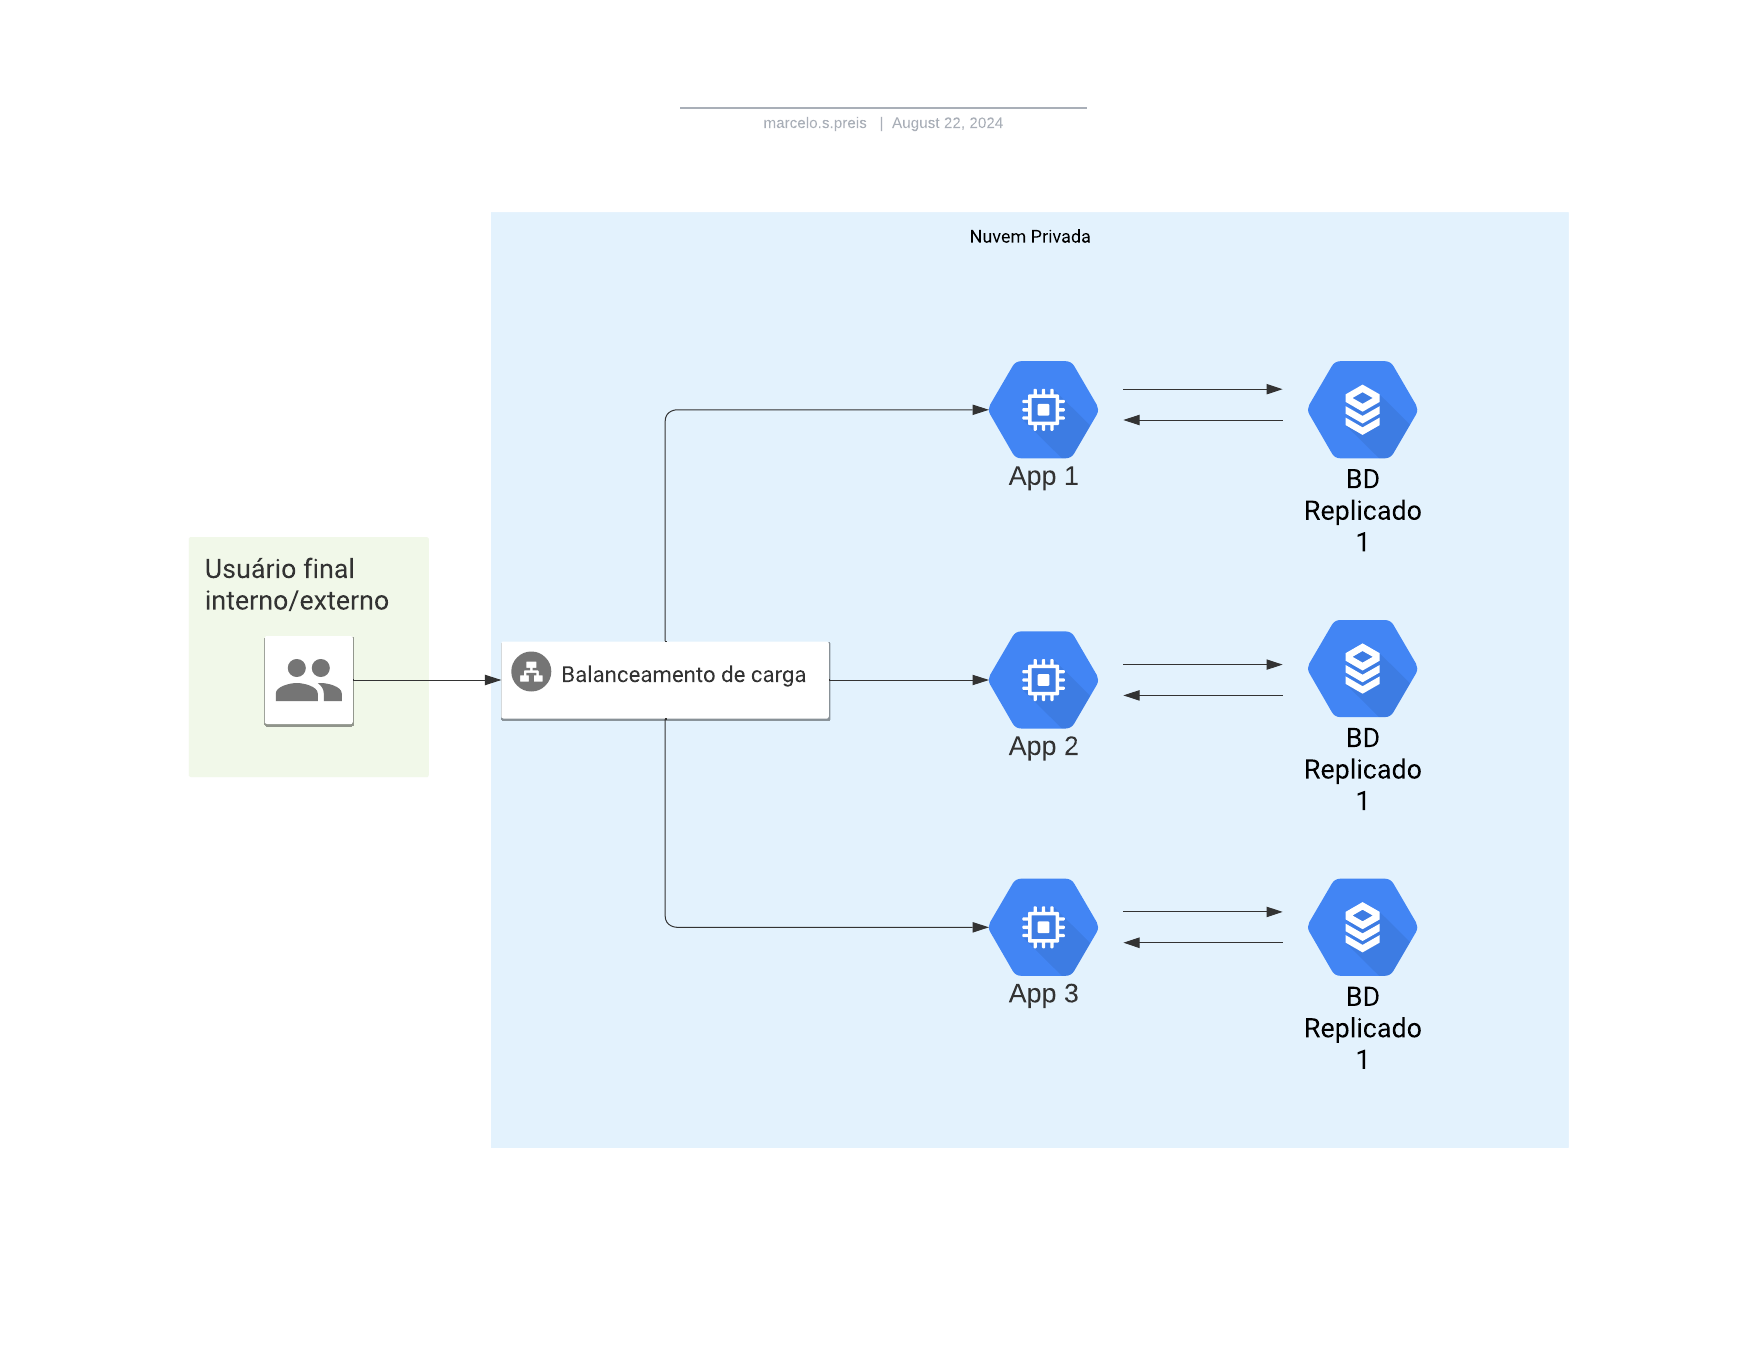 marcelo.s.preis | August 22, 2024
Nuvem Privada
App 1
BD
Replicado
1
Usuário final
interno/externo
Balanceamento de carga
App 2
BD
Replicado
1
App 3
BD
Replicado
1